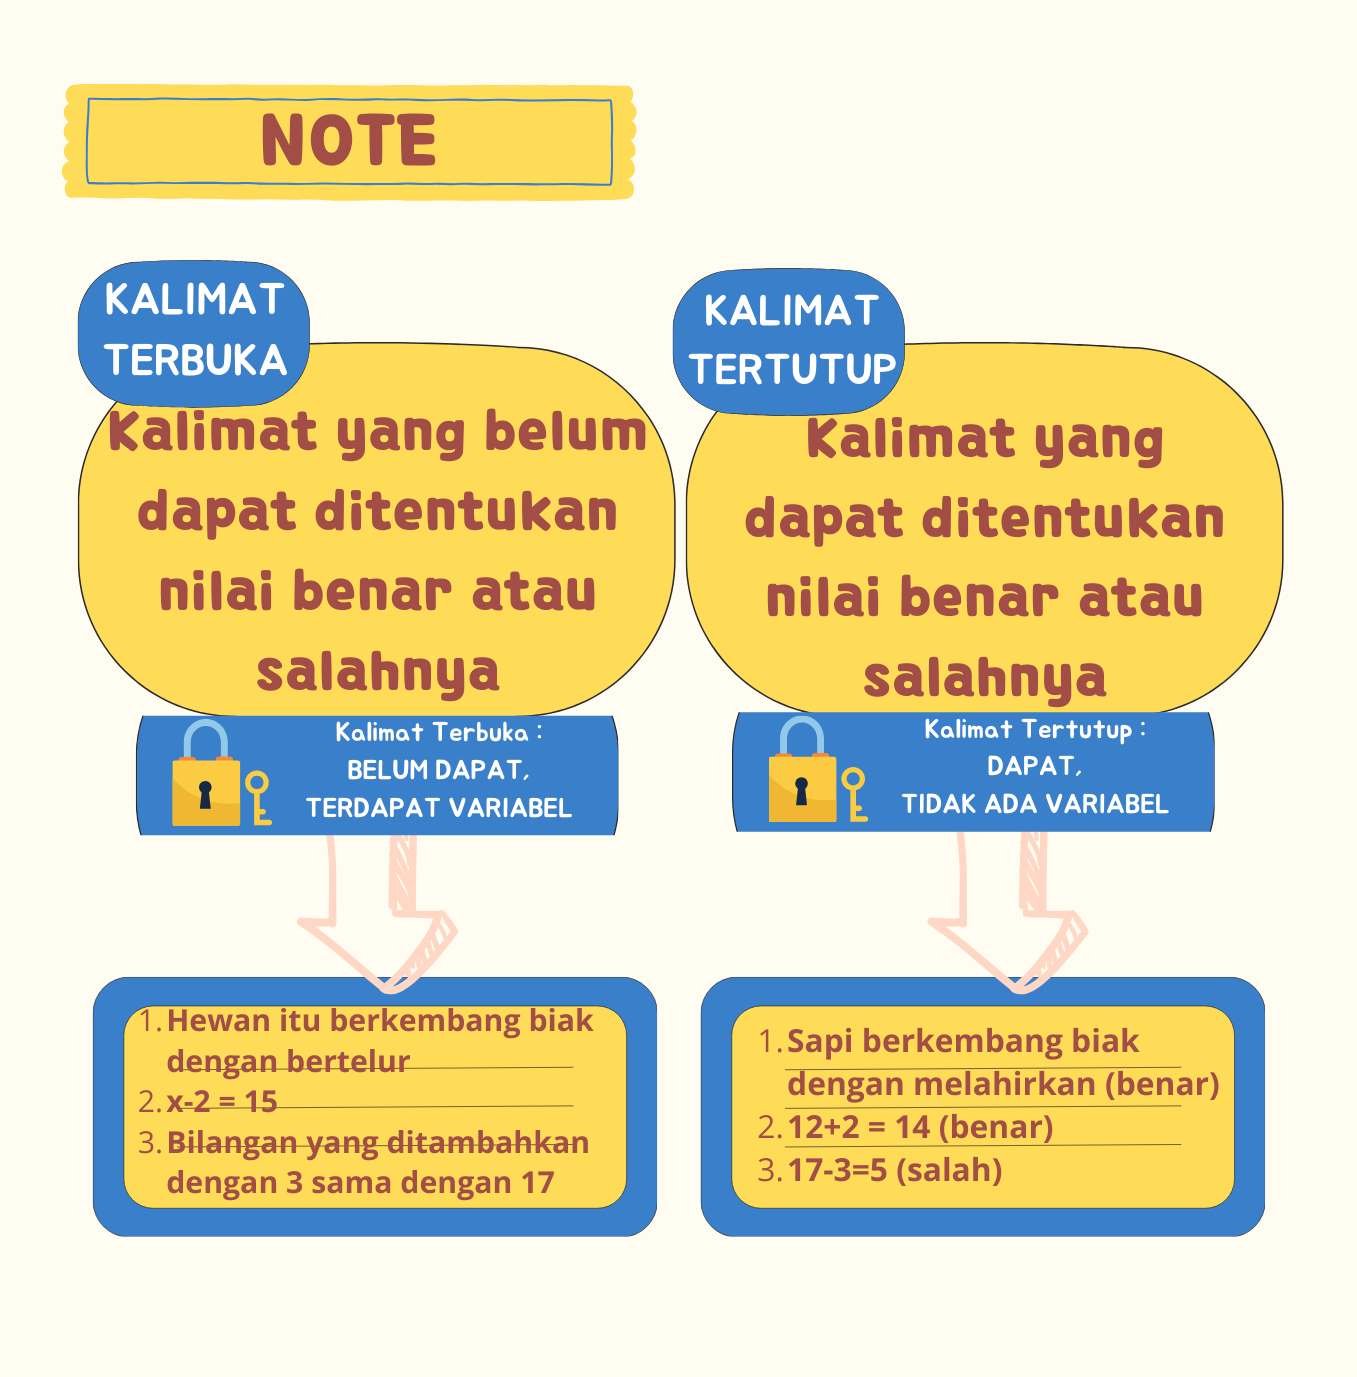 NOTE
KALIMAT
TERBUKA
Kalimat yang belum
dapat ditentukan
nilai benar atau
salahnya
Kalimat Terbuka :
BELUM DAPAT,
TERDAPAT VARIABEL
1. Hewan itu berkembang biak
dengan bertelur
2. x-2 = 15
3. Bilangan yang ditambahkan
dengan 3 sama dengan 17
KALIMAT
TERTUTUP
Kalimat yang
dapat ditentukan
nilai benar atau
salahnya
Kalimat Tertutup :
DAPAT,
TIDAK ADA VARIABEL
1. Sapi berkembang biak
dengan melahirkan (benar)
2. 12+2 = 14 (benar)
3. 17-3=5 (salah)